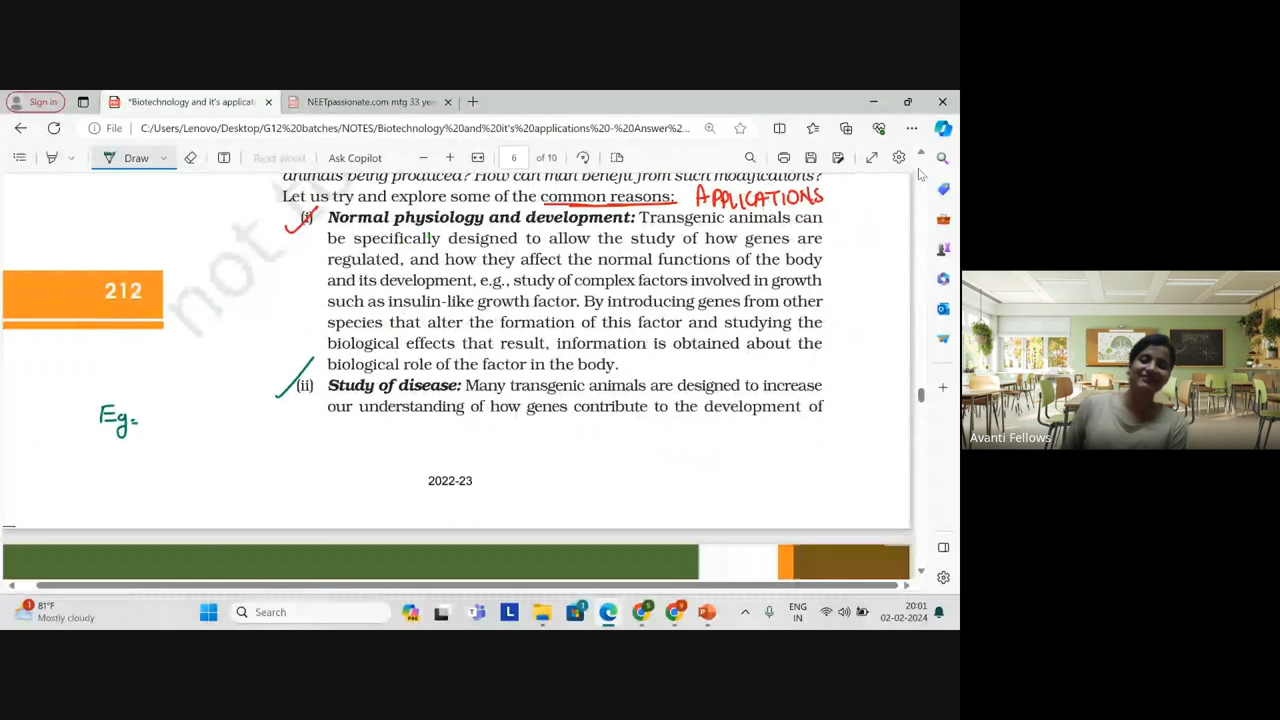 Sign in
*Biotechnology and it's applicati
NEETpassionate.com mtg 33 ye
File
C:/Users/Lenovo/Desktop/G12%20batches/NOTES/Biotechnology%20and%20it's%20applications%20-%20Answer%2...
Draw
Read aloud
Ask Copilot
6
of 10
animals being produced? How can man benefit from such modifications?
Let us try and explore some of the common reasons: APPLICATIONS
(i) Normal physiology and development: Transgenic animals can
be specifically designed to allow the study of how genes are
regulated, and how they affect the normal functions of the body
and its development, e.g., study of complex factors involved in growth
such as insulin-like growth factor. By introducing genes from other
species that alter the formation of this factor and studying the
biological effects that result, information is obtained about the
biological role of the factor in the body.
(ii) Study of disease: Many transgenic animals are designed to increase
our understanding of how genes contribute to the development of
212
not
Eg=
2022-23
Avanti Fellows
1
81°F
Mostly cloudy
Search
L
1
ENG
IN
20:01
02-02-2024